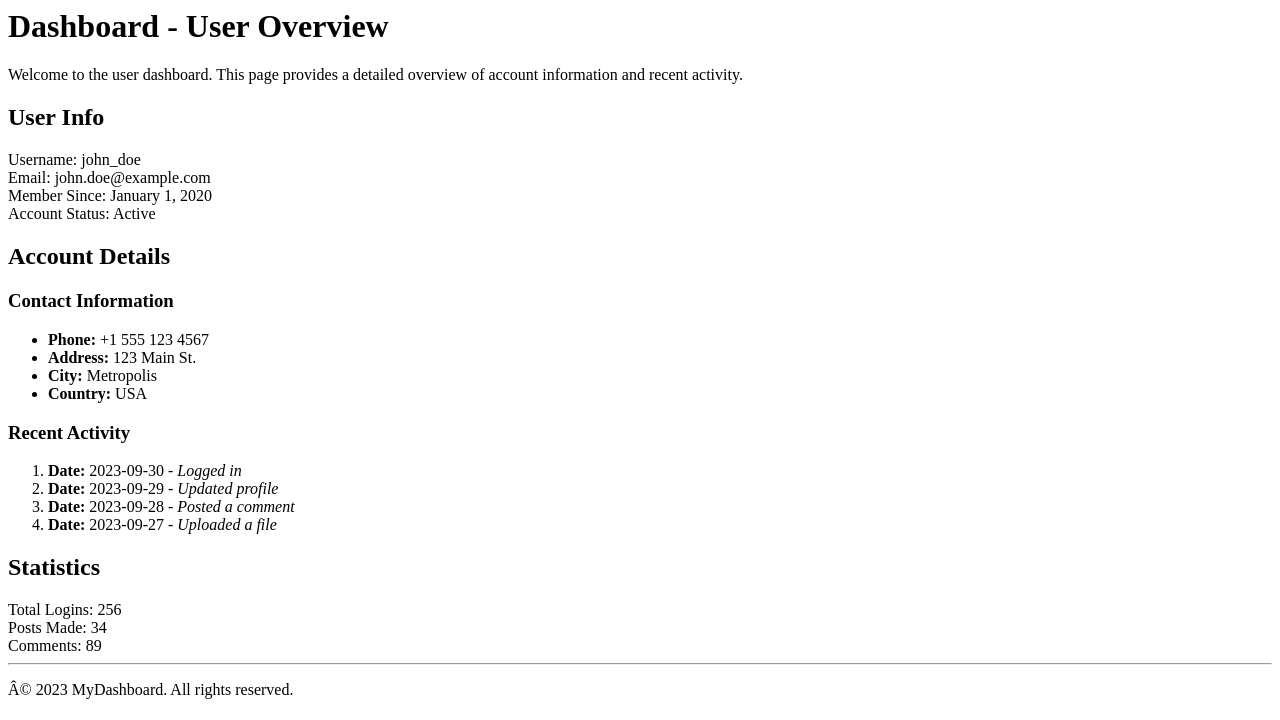 Dashboard - User Overview
Welcome to the user dashboard. This page provides a detailed overview of account information and recent activity.
User Info
Username: john_doe
Email: john.doe@example.com
Member Since: January 1, 2020
Account Status: Active
Account Details
Contact Information
• Phone: +1 555 123 4567
• Address: 123 Main St.
• City: Metropolis
• Country: USA
Recent Activity
1. Date: 2023-09-30 - Logged in
2. Date: 2023-09-29 - Updated profile
3. Date: 2023-09-28 - Posted a comment
4. Date: 2023-09-27 - Uploaded a file
Statistics
Total Logins: 256
Posts Made: 34
Comments: 89
Â© 2023 MyDashboard. All rights reserved.